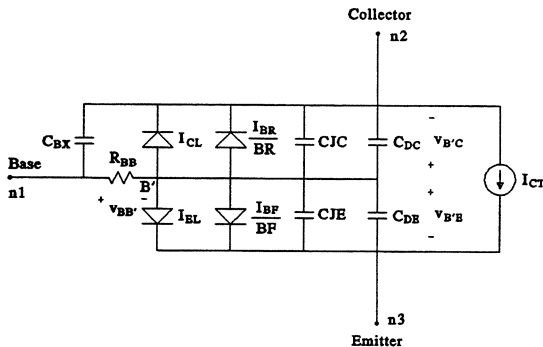 Collector
n2
C_BX
I_CL
I_BR
BR
CJC
C_DC
−
v_B'C
+
I_CT
Base
n1
R_BB
B'
+ v_BB' −
I_EL
I_BF
BF
CJE
C_DE
+
v_B'E
−
n3
Emitter